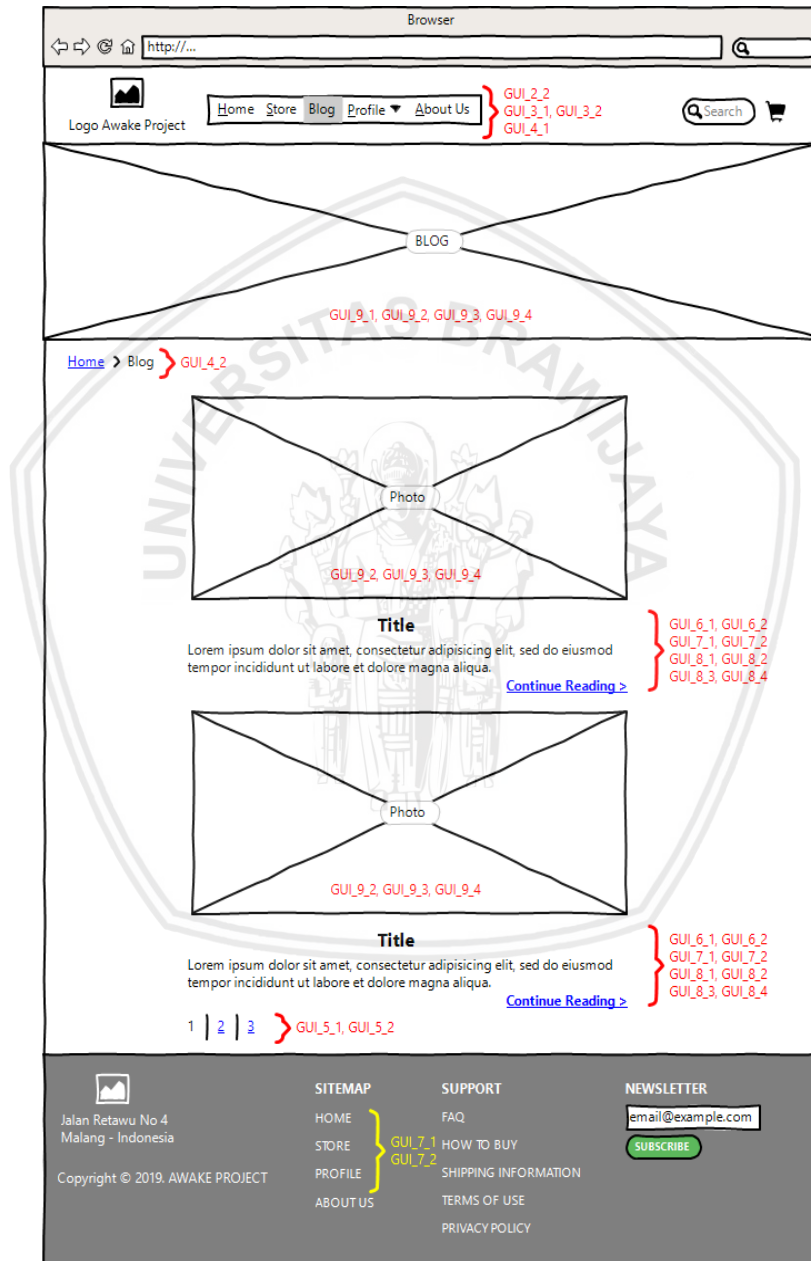 Browser
http://...
Logo Awake Project
Home Store Blog Profile About Us
GUI_2_2
GUI_3_1, GUI_3_2
GUI_4_1
Search
BLOG
GUI_9_1, GUI_9_2, GUI_9_3, GUI_9_4
UNIVERSITAS BRAWIJAYA
Home > Blog
GUI_4_2
Photo
GUI_9_2, GUI_9_3, GUI_9_4
Title
Lorem ipsum dolor sit amet, consectetur adipisicing elit, sed do eiusmod
tempor incididunt ut labore et dolore magna aliqua.
Continue Reading >
GUI_6_1, GUI_6_2
GUI_7_1, GUI_7_2
GUI_8_1, GUI_8_2
GUI_8_3, GUI_8_4
Photo
GUI_9_2, GUI_9_3, GUI_9_4
Title
Lorem ipsum dolor sit amet, consectetur adipisicing elit, sed do eiusmod
tempor incididunt ut labore et dolore magna aliqua.
Continue Reading >
GUI_6_1, GUI_6_2
GUI_7_1, GUI_7_2
GUI_8_1, GUI_8_2
GUI_8_3, GUI_8_4
1 | 2 | 3
GUI_5_1, GUI_5_2
Jalan Retawu No 4
Malang - Indonesia
Copyright © 2019. AWAKE PROJECT
SITEMAP
HOME
STORE
PROFILE
ABOUT US
GUI_7_1
GUI_7_2
SUPPORT
FAQ
HOW TO BUY
SHIPPING INFORMATION
TERMS OF USE
PRIVACY POLICY
NEWSLETTER
email@example.com
SUBSCRIBE